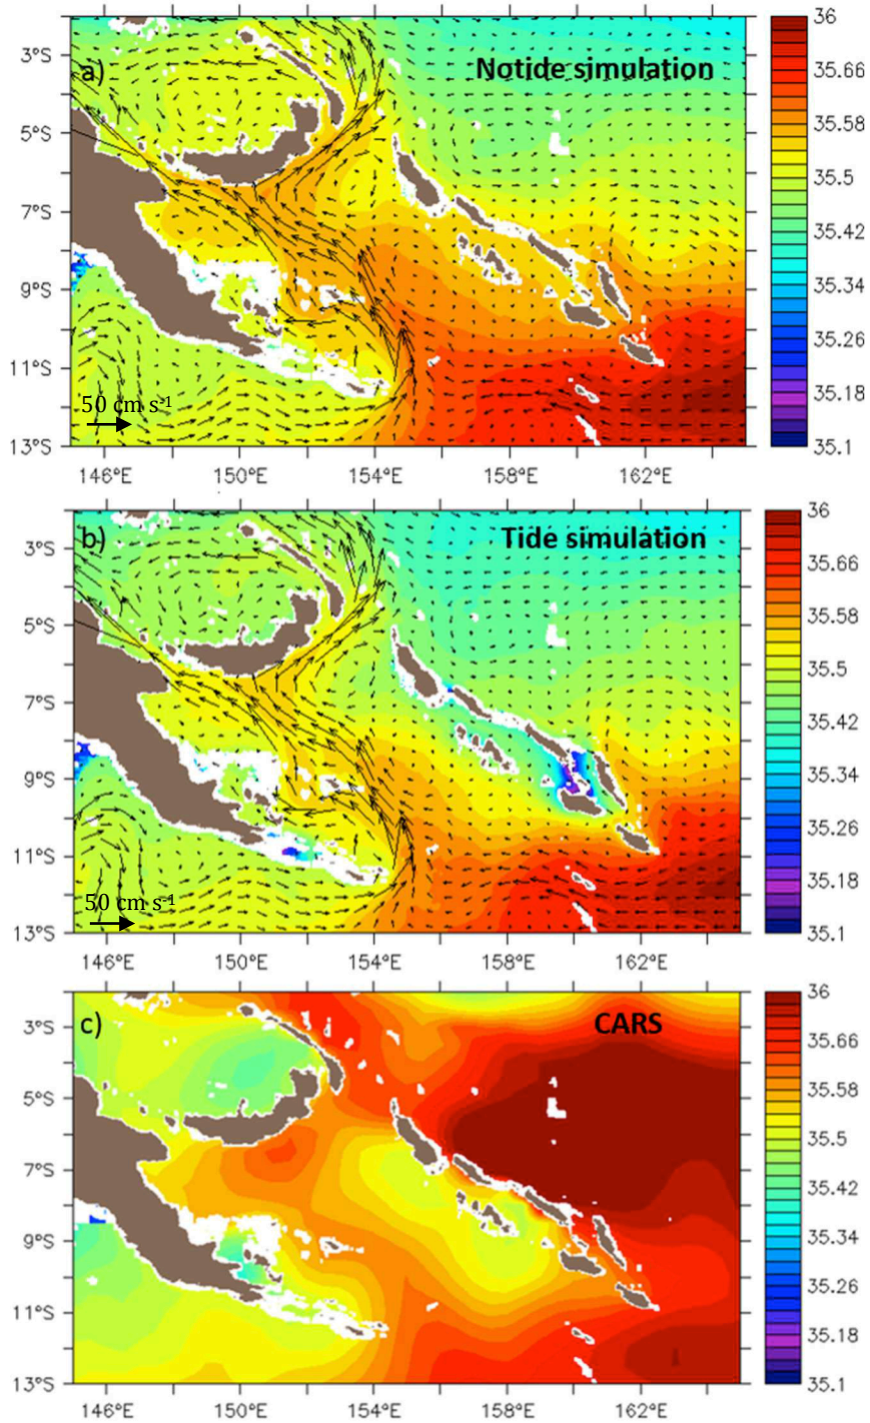 a)
Notide simulation
3°S
5°S
7°S
9°S
11°S
13°S
50 cm s-1
146°E 150°E 154°E 158°E 162°E
36
35.66
35.58
35.5
35.42
35.34
35.26
35.18
35.1
b)
Tide simulation
3°S
5°S
7°S
9°S
11°S
13°S
50 cm s-1
146°E 150°E 154°E 158°E 162°E
36
35.66
35.58
35.5
35.42
35.34
35.26
35.18
35.1
c)
CARS
3°S
5°S
7°S
9°S
11°S
13°S
146°E 150°E 154°E 158°E 162°E
36
35.66
35.58
35.5
35.42
35.34
35.26
35.18
35.1